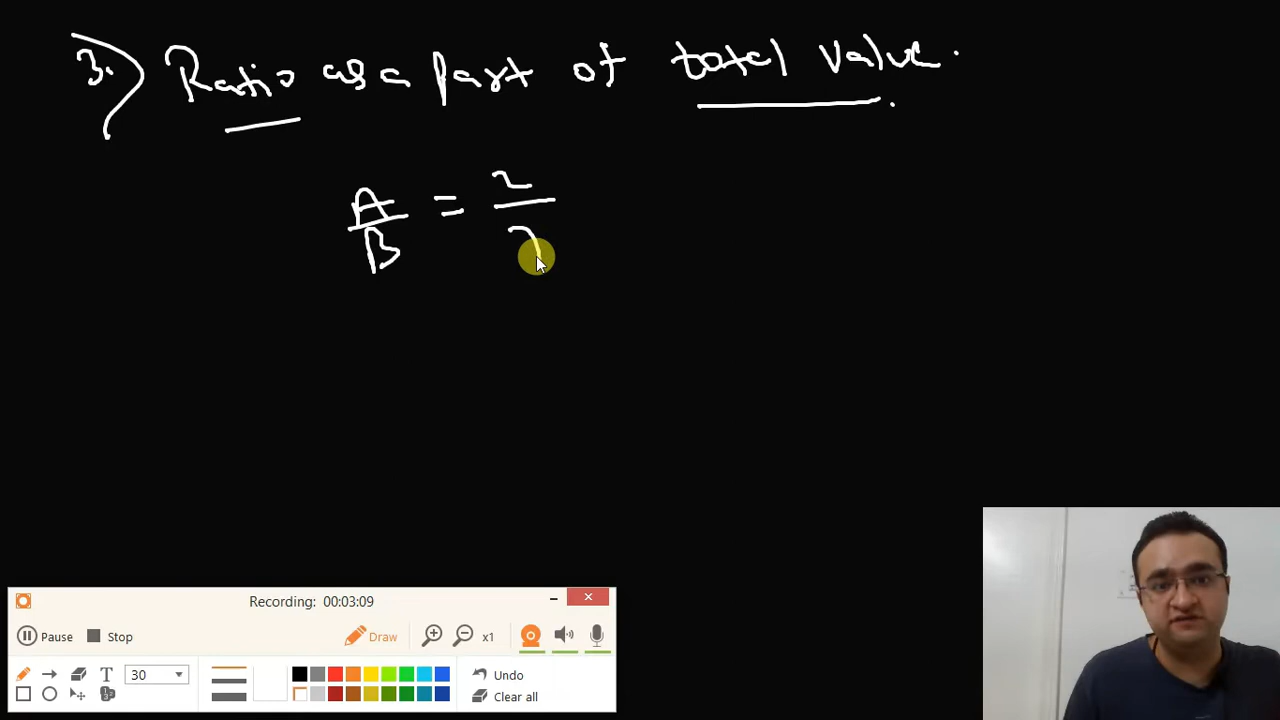 3.) Ratio as a part of total value.
A/B = 2/
Recording: 00:03:09
Pause Stop Draw x1
T 30 Undo
Clear all